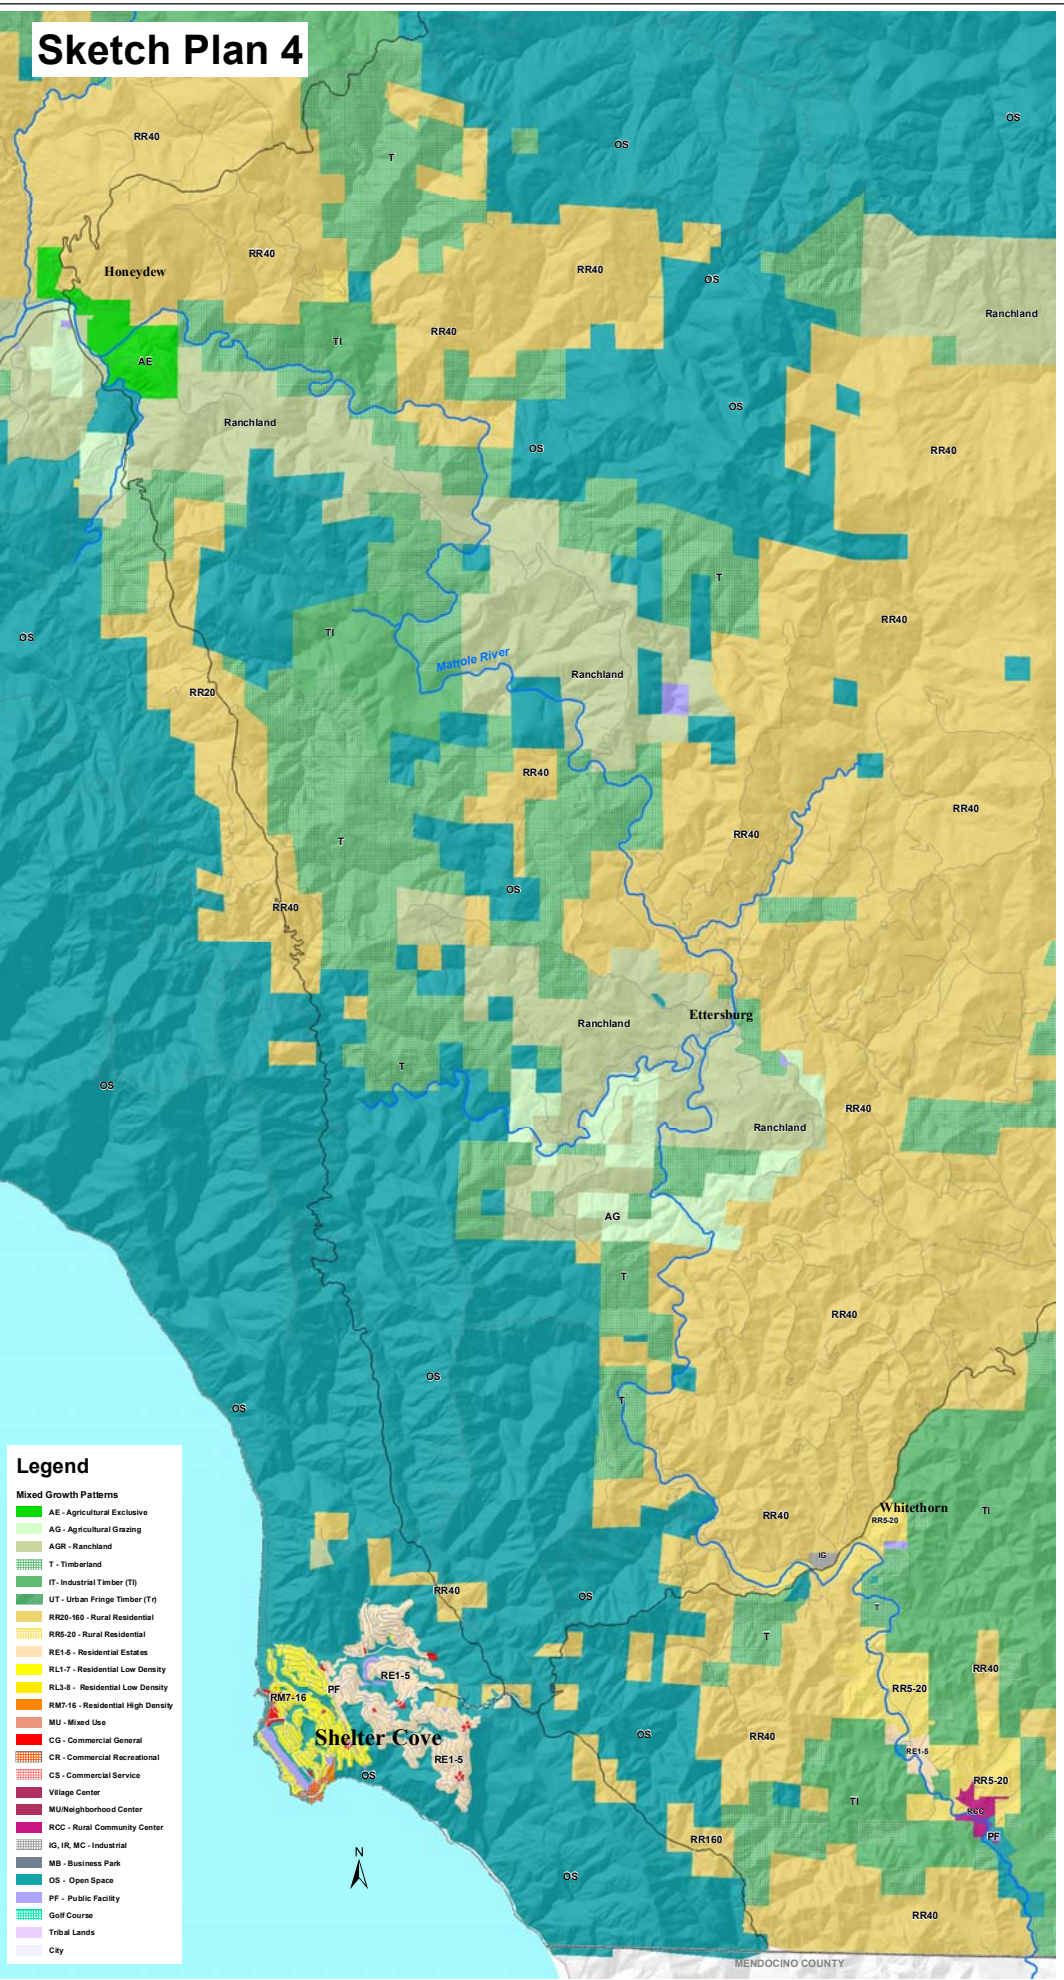 Sketch Plan 4
OS
RR40
OS
T
RR40
Honeydew
RR40
OS
Ranchland
RR40
TI
AE
OS
Ranchland
OS
RR40
T
RR40
TI
OS
Mattole River
Ranchland
RR20
RR40
RR40
RR40
T
OS
RR40
Ettersburg
Ranchland
T
OS
RR40
Ranchland
AG
T
RR40
OS
T
OS
Whitethorn
TI
RR40
RR5-20
IG
RR40
OS
T
T
RR40
RE1-5
RR5-20
PF
RM7-16
Shelter Cove
OS
RR40
RE1-5
RE1-5
OS
RR5-20
TI
RCC
PF
RR160
OS
RR40
N
MENDOCINO COUNTY
Legend
Mixed Growth Patterns
AE - Agricultural Exclusive
AG - Agricultural Grazing
AGR - Ranchland
T - Timberland
IT- Industrial Timber (TI)
UT - Urban Fringe Timber (Tr)
RR20-160 - Rural Residential
RR5-20 - Rural Residential
RE1-5 - Residential Estates
RL1-7 - Residential Low Density
RL3-8 - Residential Low Density
RM7-16 - Residential High Density
MU - Mixed Use
CG - Commercial General
CR - Commercial Recreational
CS - Commercial Service
Village Center
MU/Neighborhood Center
RCC - Rural Community Center
IG, IR, MC - Industrial
MB - Business Park
OS - Open Space
PF - Public Facility
Golf Course
Tribal Lands
City